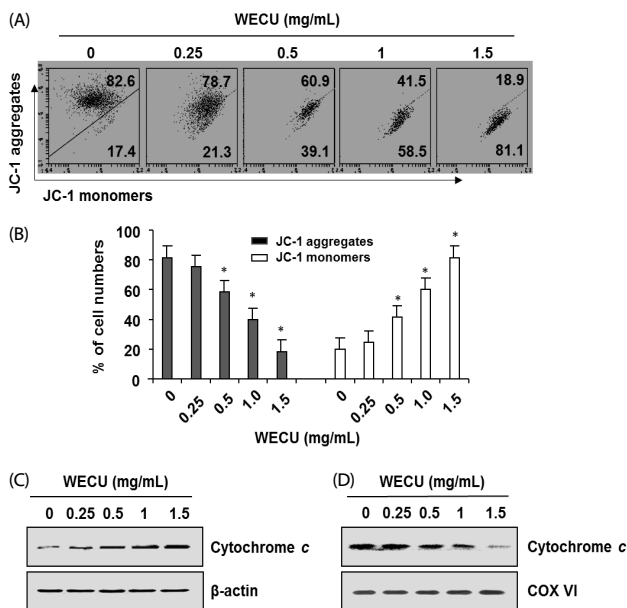 (A)
WECU (mg/mL)
0 0.25 0.5 1 1.5
JC-1 aggregates
82.6 78.7 60.9 41.5 18.9
17.4 21.3 39.1 58.5 81.1
JC-1 monomers
(B)
% of cell numbers
100
80
60
40
20
0
JC-1 aggregates
JC-1 monomers
* * * * * *
0 0.25 0.5 1.0 1.5 0 0.25 0.5 1.0 1.5
WECU (mg/mL)
(C)
WECU (mg/mL)
0 0.25 0.5 1 1.5
Cytochrome c
β-actin
(D)
WECU (mg/mL)
0 0.25 0.5 1 1.5
Cytochrome c
COX VI